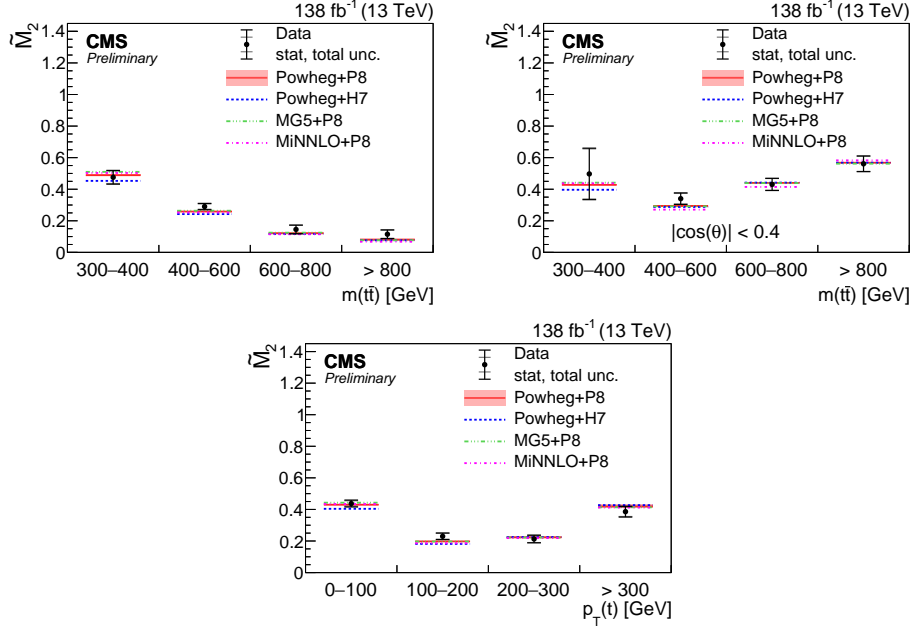 138 fb⁻¹ (13 TeV)
M̃₂
CMS
Preliminary
Data
stat, total unc.
Powheg+P8
Powheg+H7
MG5+P8
MiNNLO+P8
1.4
1.2
1
0.8
0.6
0.4
0.2
0
300–400 400–600 600–800 > 800
m(tt̄) [GeV]
138 fb⁻¹ (13 TeV)
M̃₂
CMS
Preliminary
Data
stat, total unc.
Powheg+P8
Powheg+H7
MG5+P8
MiNNLO+P8
1.4
1.2
1
0.8
0.6
0.4
0.2
0
|cos(θ)| < 0.4
300–400 400–600 600–800 > 800
m(tt̄) [GeV]
138 fb⁻¹ (13 TeV)
M̃₂
CMS
Preliminary
Data
stat, total unc.
Powheg+P8
Powheg+H7
MG5+P8
MiNNLO+P8
1.4
1.2
1
0.8
0.6
0.4
0.2
0
0–100 100–200 200–300 > 300
p_T(t) [GeV]